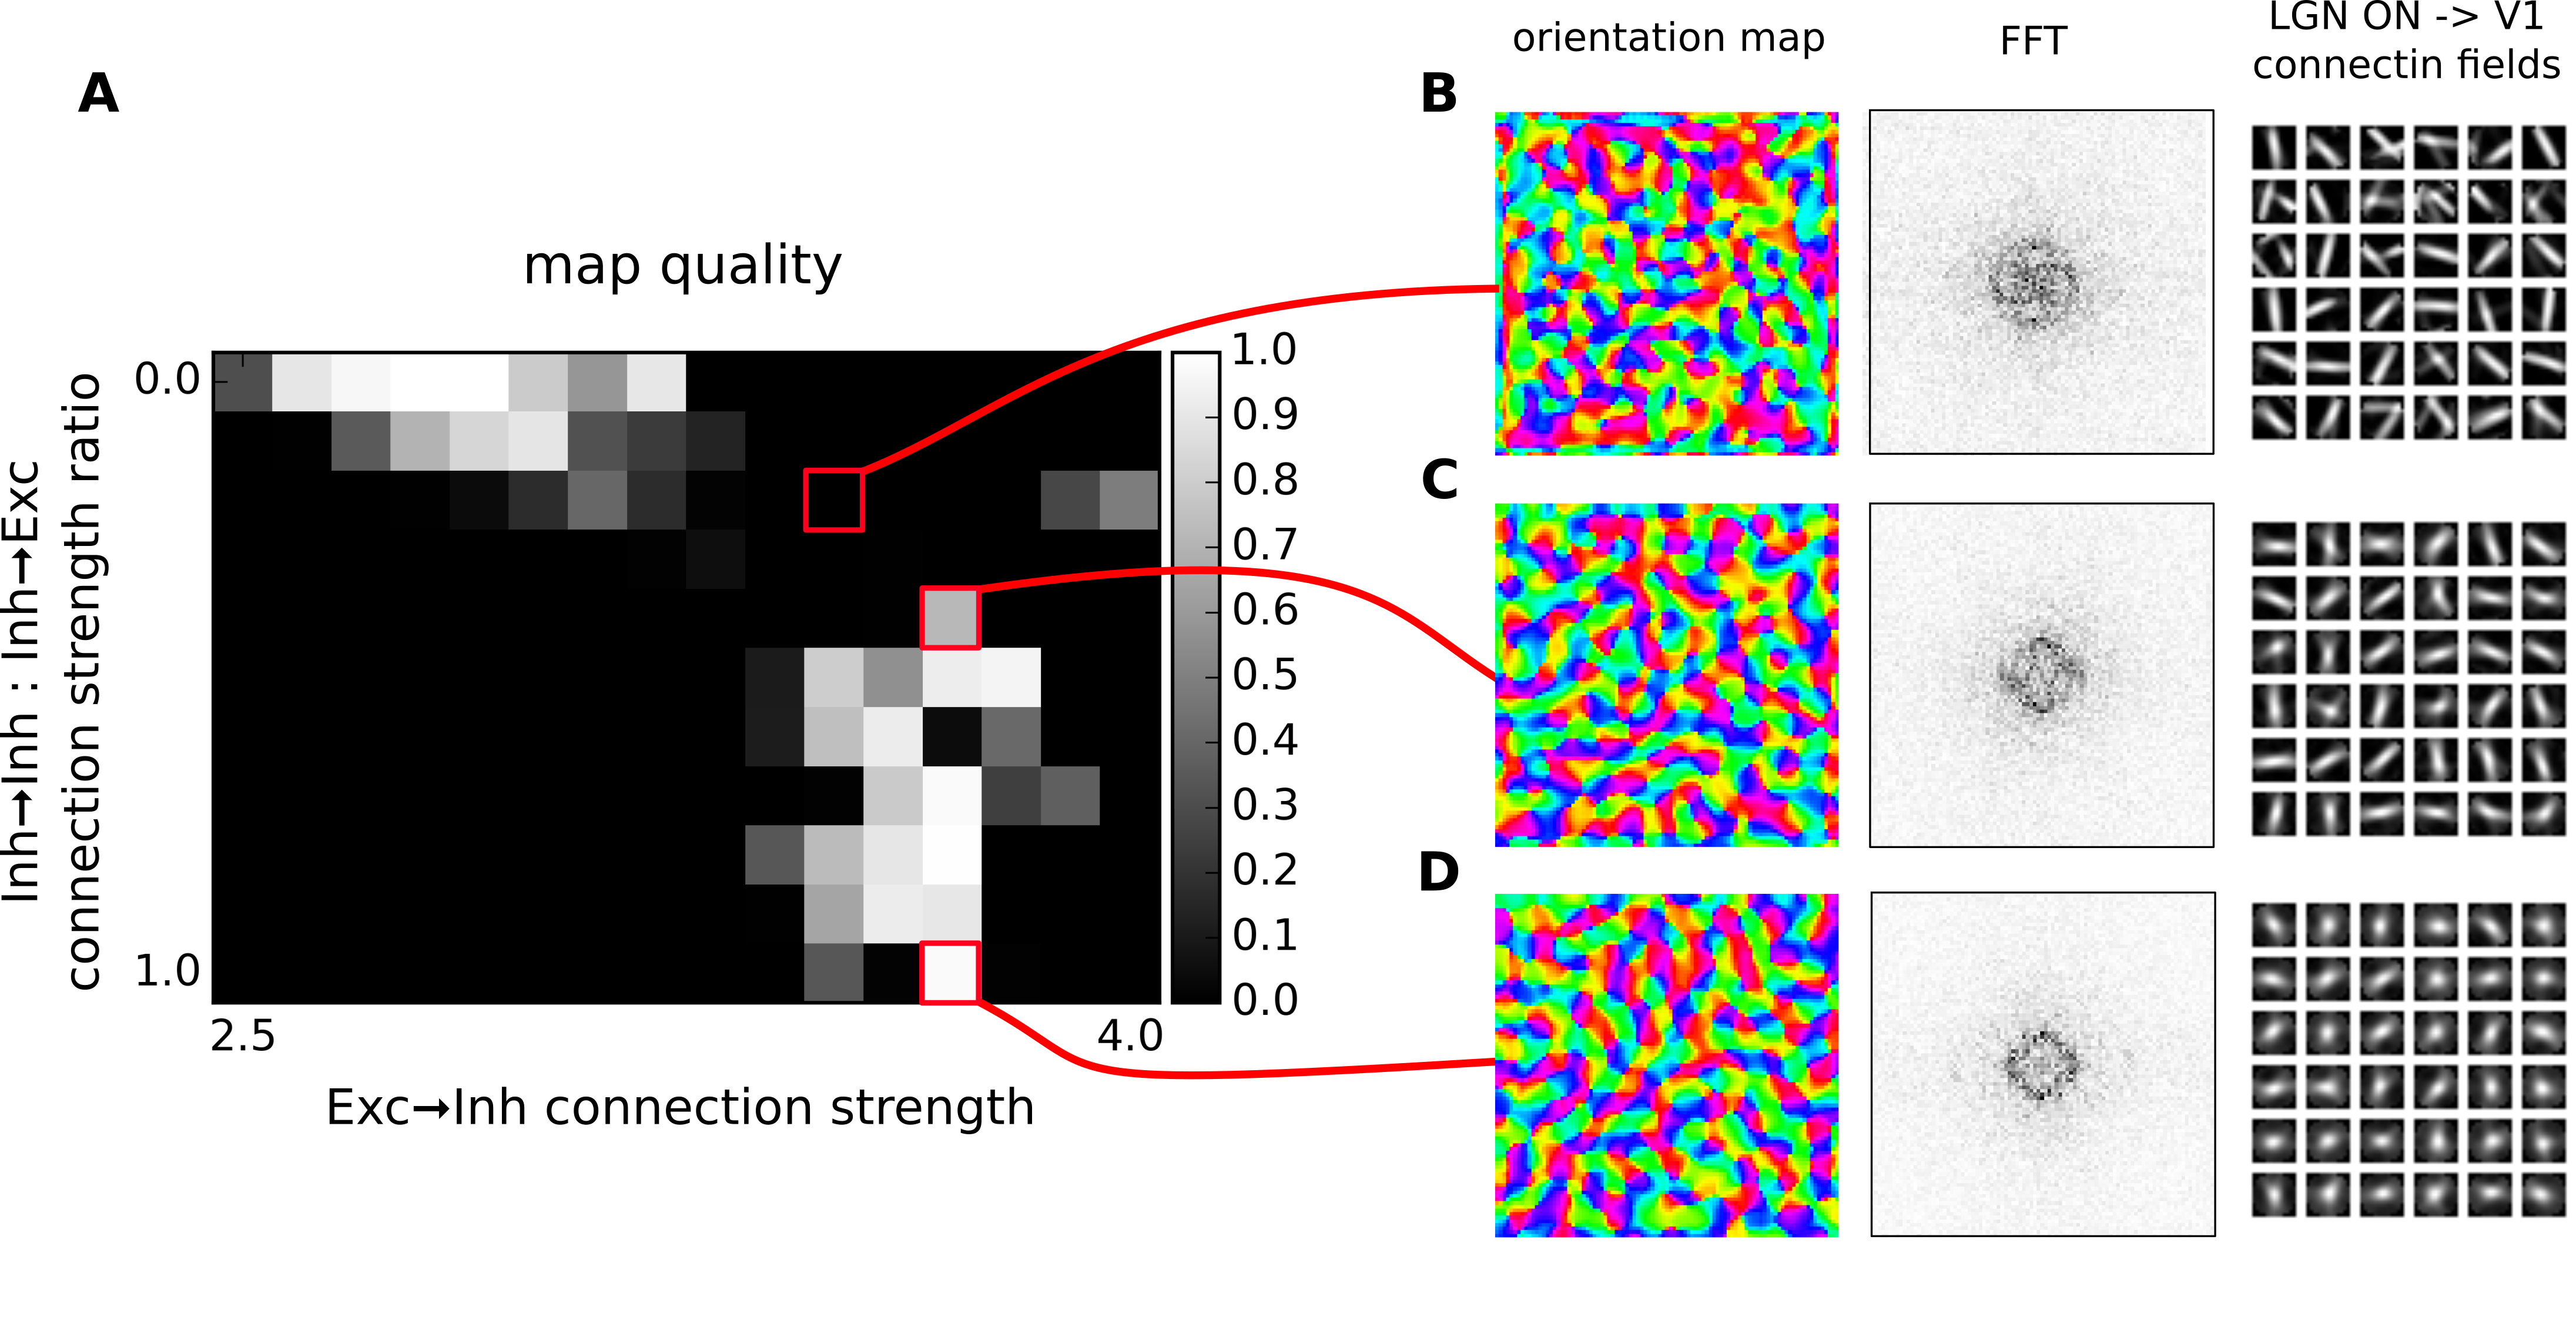 orientation map
FFT
LGN ON -> V1
connectin fields
A
B
C
D
map quality
Inh→Inh : Inh→Exc
connection strength ratio
0.0
1.0
2.5
4.0
Exc→Inh connection strength
1.0
0.9
0.8
0.7
0.6
0.5
0.4
0.3
0.2
0.1
0.0